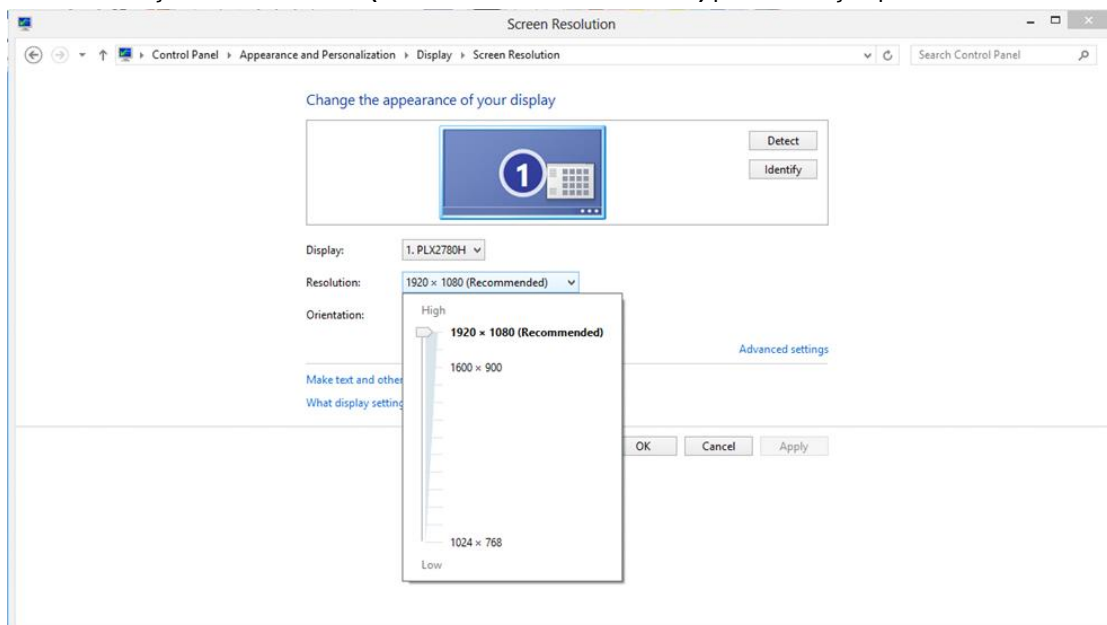 Screen Resolution
Control Panel Appearance and Personalization Display Screen Resolution
Search Control Panel
Change the appearance of your display
1
Detect
Identify
Display: 1. PLX2780H
Resolution: 1920 × 1080 (Recommended)
Orientation:
High
1920 × 1080 (Recommended)
1600 × 900
1024 × 768
Low
Advanced settings
Make text and other
What display setting
OK Cancel Apply